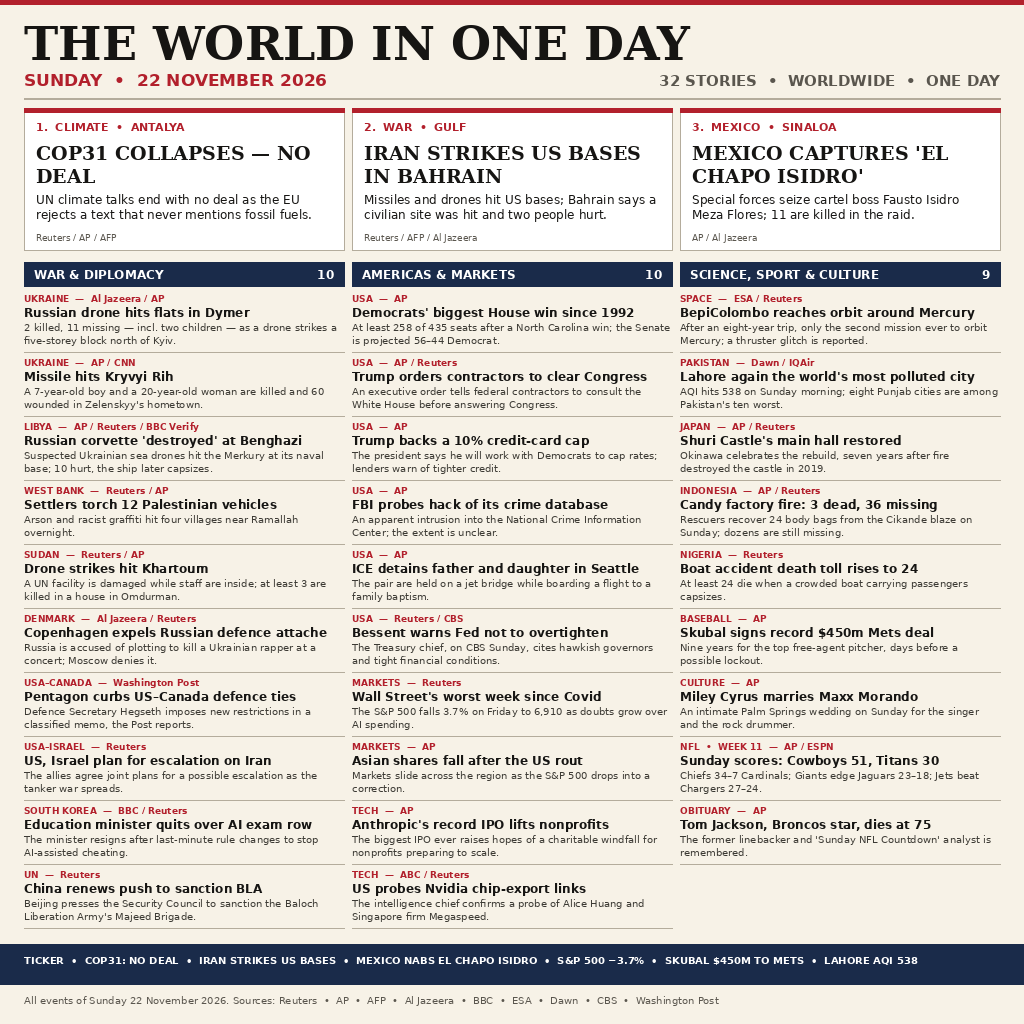 THE WORLD IN ONE DAY
SUNDAY • 22 NOVEMBER 2026
32 STORIES • WORLDWIDE • ONE DAY
1. CLIMATE • ANTALYA
COP31 COLLAPSES — NO
DEAL
UN climate talks end with no deal as the EU
rejects a text that never mentions fossil fuels.
Reuters / AP / AFP
2. WAR • GULF
IRAN STRIKES US BASES
IN BAHRAIN
Missiles and drones hit US bases; Bahrain says a
civilian site was hit and two people hurt.
Reuters / AFP / Al Jazeera
3. MEXICO • SINALOA
MEXICO CAPTURES 'EL
CHAPO ISIDRO'
Special forces seize cartel boss Fausto Isidro
Meza Flores; 11 are killed in the raid.
AP / Al Jazeera
WAR & DIPLOMACY 10
UKRAINE — Al Jazeera / AP
Russian drone hits flats in Dymer
2 killed, 11 missing — incl. two children — as a drone strikes a
five-storey block north of Kyiv.
UKRAINE — AP / CNN
Missile hits Kryvyi Rih
A 7-year-old boy and a 20-year-old woman are killed and 60
wounded in Zelenskyy's hometown.
LIBYA — AP / Reuters / BBC Verify
Russian corvette 'destroyed' at Benghazi
Suspected Ukrainian sea drones hit the Merkury at its naval
base; 10 hurt, the ship later capsizes.
WEST BANK — Reuters / AP
Settlers torch 12 Palestinian vehicles
Arson and racist graffiti hit four villages near Ramallah
overnight.
SUDAN — Reuters / AP
Drone strikes hit Khartoum
A UN facility is damaged while staff are inside; at least 3 are
killed in a house in Omdurman.
DENMARK — Al Jazeera / Reuters
Copenhagen expels Russian defence attache
Russia is accused of plotting to kill a Ukrainian rapper at a
concert; Moscow denies it.
USA–CANADA — Washington Post
Pentagon curbs US–Canada defence ties
Defence Secretary Hegseth imposes new restrictions in a
classified memo, the Post reports.
USA–ISRAEL — Reuters
US, Israel plan for escalation on Iran
The allies agree joint plans for a possible escalation as the
tanker war spreads.
SOUTH KOREA — BBC / Reuters
Education minister quits over AI exam row
The minister resigns after last-minute rule changes to stop
AI-assisted cheating.
UN — Reuters
China renews push to sanction BLA
Beijing presses the Security Council to sanction the Baloch
Liberation Army's Majeed Brigade.
AMERICAS & MARKETS 10
USA — AP
Democrats' biggest House win since 1992
At least 258 of 435 seats after a North Carolina win; the Senate
is projected 56–44 Democrat.
USA — AP / Reuters
Trump orders contractors to clear Congress
An executive order tells federal contractors to consult the
White House before answering Congress.
USA — AP
Trump backs a 10% credit-card cap
The president says he will work with Democrats to cap rates;
lenders warn of tighter credit.
USA — AP
FBI probes hack of its crime database
An apparent intrusion into the National Crime Information
Center; the extent is unclear.
USA — AP
ICE detains father and daughter in Seattle
The pair are held on a jet bridge while boarding a flight to a
family baptism.
USA — Reuters / CBS
Bessent warns Fed not to overtighten
The Treasury chief, on CBS Sunday, cites hawkish governors
and tight financial conditions.
MARKETS — Reuters
Wall Street's worst week since Covid
The S&P 500 falls 3.7% on Friday to 6,910 as doubts grow over
AI spending.
MARKETS — AP
Asian shares fall after the US rout
Markets slide across the region as the S&P 500 drops into a
correction.
TECH — AP
Anthropic's record IPO lifts nonprofits
The biggest IPO ever raises hopes of a charitable windfall for
nonprofits preparing to scale.
TECH — ABC / Reuters
US probes Nvidia chip-export links
The intelligence chief confirms a probe of Alice Huang and
Singapore firm Megaspeed.
SCIENCE, SPORT & CULTURE 9
SPACE — ESA / Reuters
BepiColombo reaches orbit around Mercury
After an eight-year trip, only the second mission ever to orbit
Mercury; a thruster glitch is reported.
PAKISTAN — Dawn / IQAir
Lahore again the world's most polluted city
AQI hits 538 on Sunday morning; eight Punjab cities are among
Pakistan's ten worst.
JAPAN — AP / Reuters
Shuri Castle's main hall restored
Okinawa celebrates the rebuild, seven years after fire
destroyed the castle in 2019.
INDONESIA — AP / Reuters
Candy factory fire: 3 dead, 36 missing
Rescuers recover 24 body bags from the Cikande blaze on
Sunday; dozens are still missing.
NIGERIA — Reuters
Boat accident death toll rises to 24
At least 24 die when a crowded boat carrying passengers
capsizes.
BASEBALL — AP
Skubal signs record $450m Mets deal
Nine years for the top free-agent pitcher, days before a
possible lockout.
CULTURE — AP
Miley Cyrus marries Maxx Morando
An intimate Palm Springs wedding on Sunday for the singer
and the rock drummer.
NFL • WEEK 11 — AP / ESPN
Sunday scores: Cowboys 51, Titans 30
Chiefs 34–7 Cardinals; Giants edge Jaguars 23–18; Jets beat
Chargers 27–24.
OBITUARY — AP
Tom Jackson, Broncos star, dies at 75
The former linebacker and 'Sunday NFL Countdown' analyst is
remembered.
TICKER • COP31: NO DEAL • IRAN STRIKES US BASES • MEXICO NABS EL CHAPO ISIDRO • S&P 500 −3.7% • SKUBAL $450M TO METS • LAHORE AQI 538
All events of Sunday 22 November 2026. Sources: Reuters • AP • AFP • Al Jazeera • BBC • ESA • Dawn • CBS • Washington Post